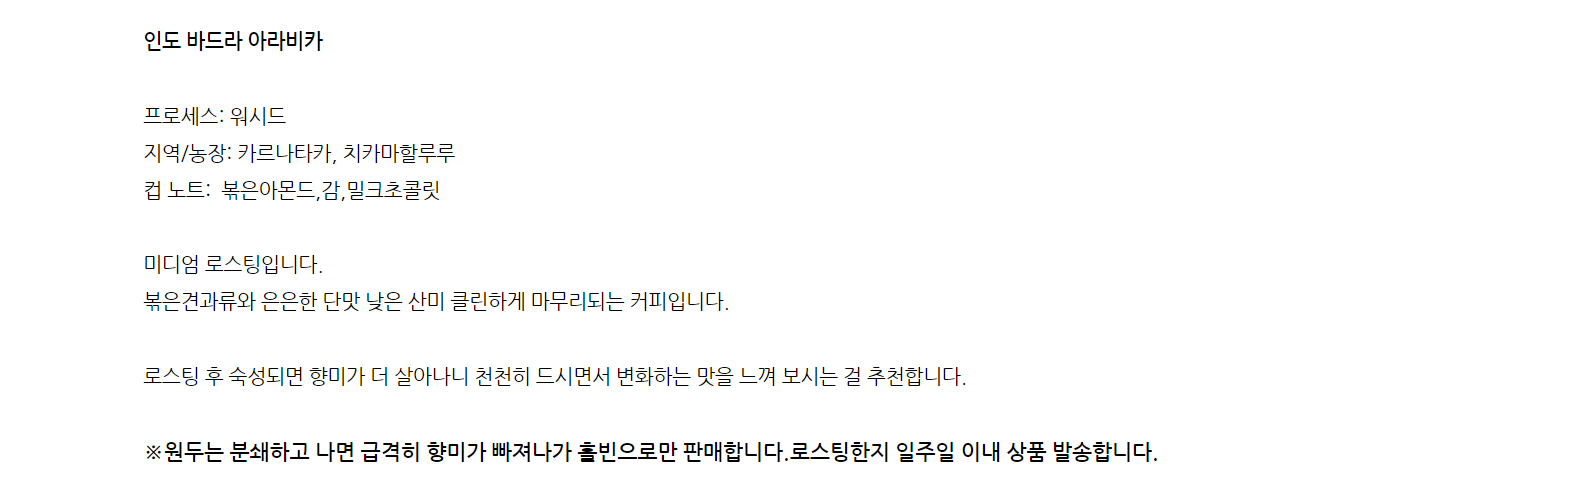 인도 바드라 아라비카
프로세스: 워시드
지역/농장: 카르나타카, 치카마할루루
컵 노트: 볶은아몬드,감,밀크초콜릿
미디엄 로스팅입니다.
볶은견과류와 은은한 단맛 낮은 산미 클린하게 마무리되는 커피입니다.
로스팅 후 숙성되면 향미가 더 살아나니 천천히 드시면서 변화하는 맛을 느껴 보시는 걸 추천합니다.
※원두는 분쇄하고 나면 급격히 향미가 빠져나가 홀빈으로만 판매합니다.로스팅한지 일주일 이내 상품 발송합니다.